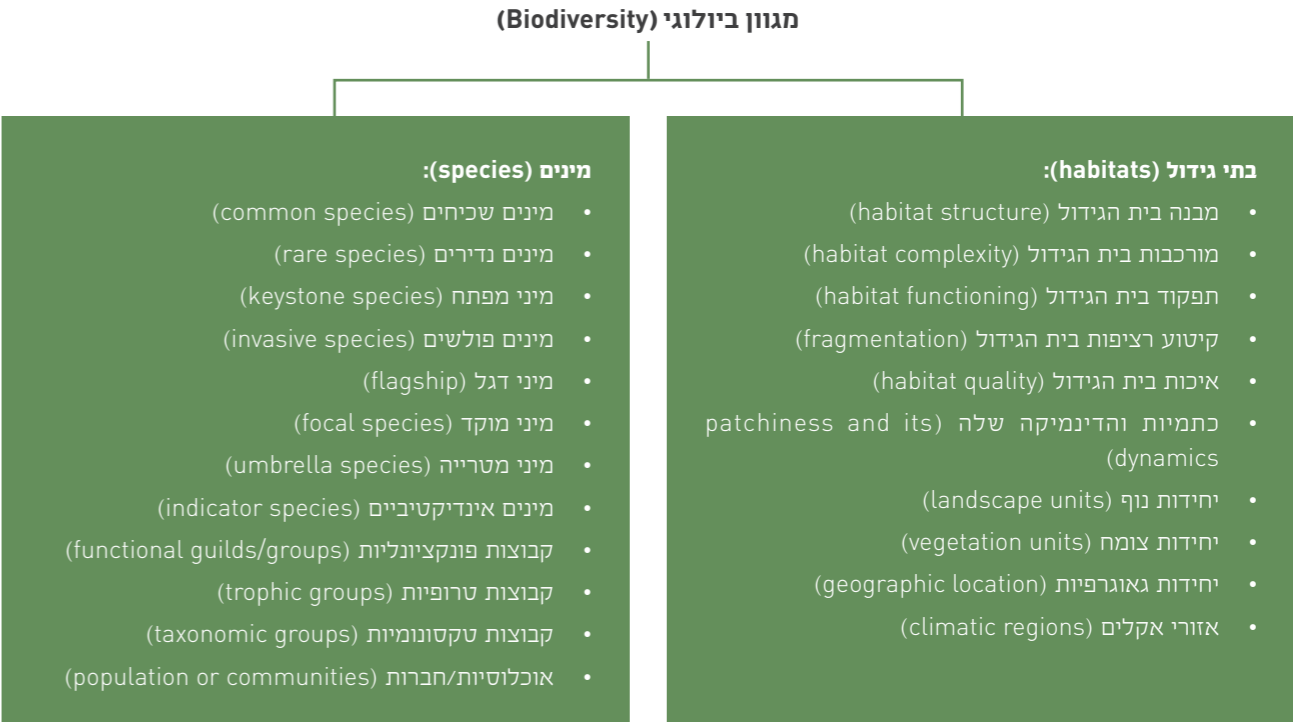 מגוון ביולוגי (Biodiversity)
בתי גידול (habitats):
• מבנה בית הגידול (habitat structure)
• מורכבות בית הגידול (habitat complexity)
• תפקוד בית הגידול (habitat functioning)
• קיטוע רציפות בית הגידול (fragmentation)
• איכות בית הגידול (habitat quality)
• כתמיות והדינמיקה שלה (patchiness and its
dynamics)
• יחידות נוף (landscape units)
• יחידות צומח (vegetation units)
• יחידות גאוגרפיות (geographic location)
• אזורי אקלים (climatic regions)
מינים (species):
• מינים שכיחים (common species)
• מינים נדירים (rare species)
• מיני מפתח (keystone species)
• מינים פולשים (invasive species)
• מיני דגל (flagship)
• מיני מוקד (focal species)
• מיני מטרייה (umbrella species)
• מינים אינדיקטיביים (indicator species)
• קבוצות פונקציונליות (functional guilds/groups)
• קבוצות טרופיות (trophic groups)
• קבוצות טקסונומיות (taxonomic groups)
• אוכלוסיות/חברות (population or communities)